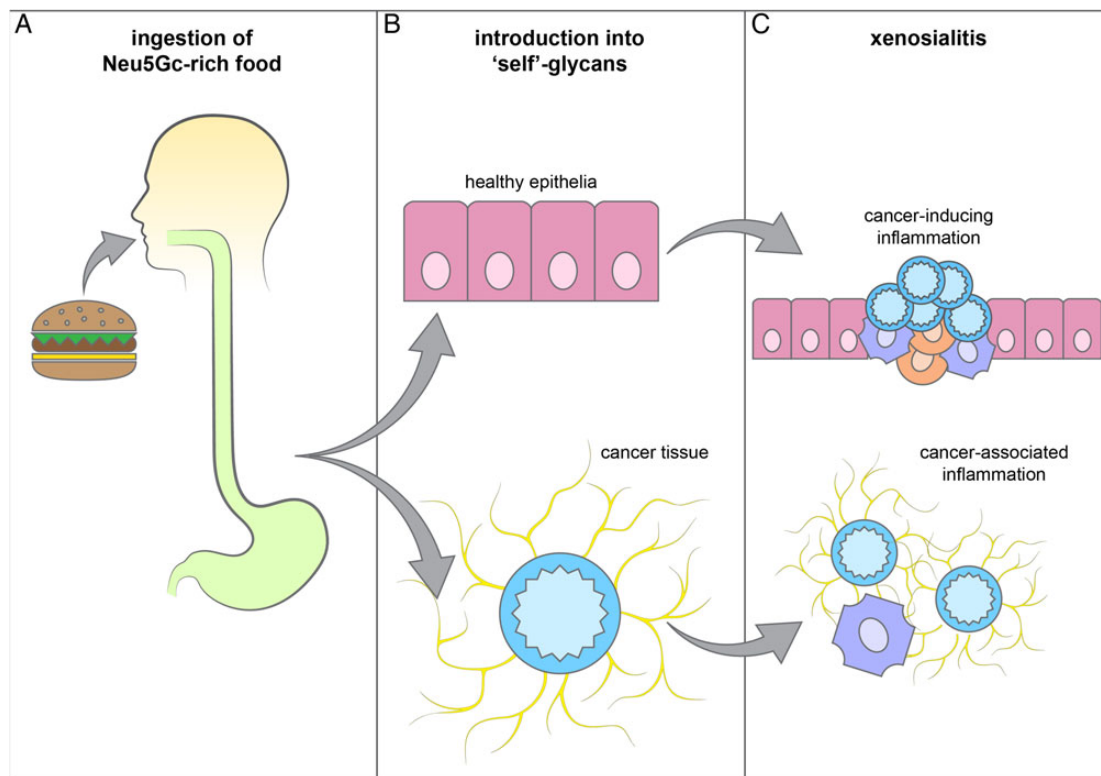 A
ingestion of
Neu5Gc-rich food
B
introduction into
‘self’-glycans
healthy epithelia
cancer tissue
C
xenosialitis
cancer-inducing
inflammation
cancer-associated
inflammation